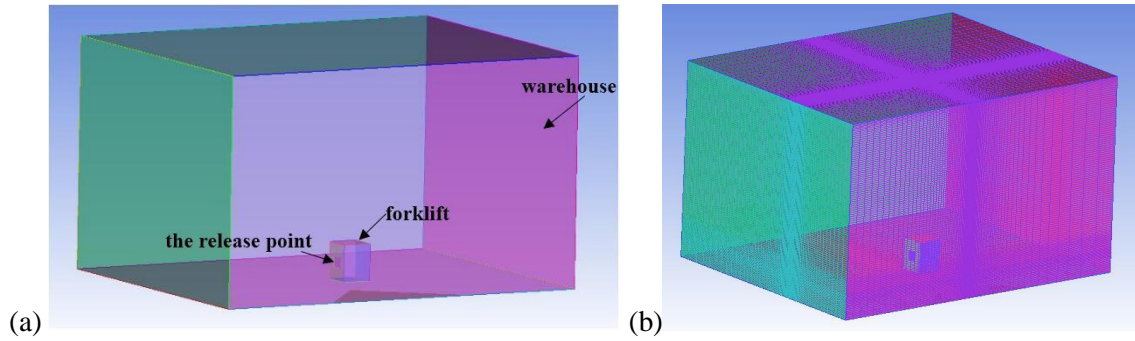 warehouse
forklift
the release point
(a)
(b)